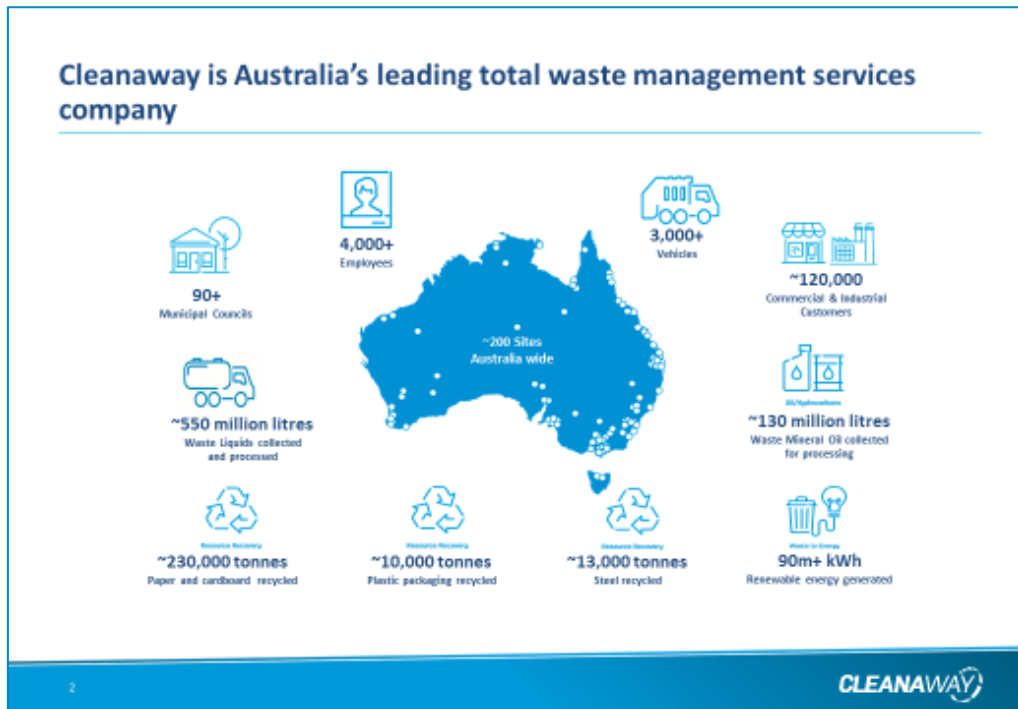 Cleanaway is Australia's leading total waste management services
company
4,000+
Employees
3,000+
Vehicles
90+
Municipal Councils
~120,000
Commercial & Industrial
Customers
~200 Sites
Australia wide
~550 million litres
Waste Liquids collected
and processed
Oil/Hydrocarbons
~130 million litres
Waste Mineral Oil collected
for processing
Resource Recovery
~230,000 tonnes
Paper and cardboard recycled
Resource Recovery
~10,000 tonnes
Plastic packaging recycled
Resource Recovery
~13,000 tonnes
Steel recycled
Waste to Energy
90m+ kWh
Renewable energy generated
2
CLEANAWAY